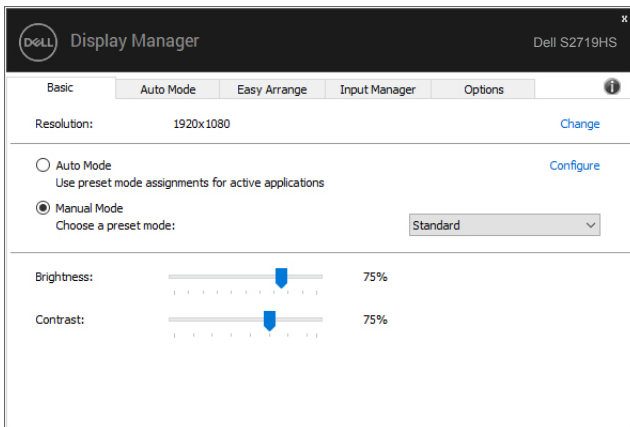 x
DELL Display Manager Dell S2719HS
Basic Auto Mode Easy Arrange Input Manager Options i
Resolution: 1920x1080 Change
Auto Mode Configure
Use preset mode assignments for active applications
Manual Mode
Choose a preset mode: Standard
Brightness: 75%
Contrast: 75%